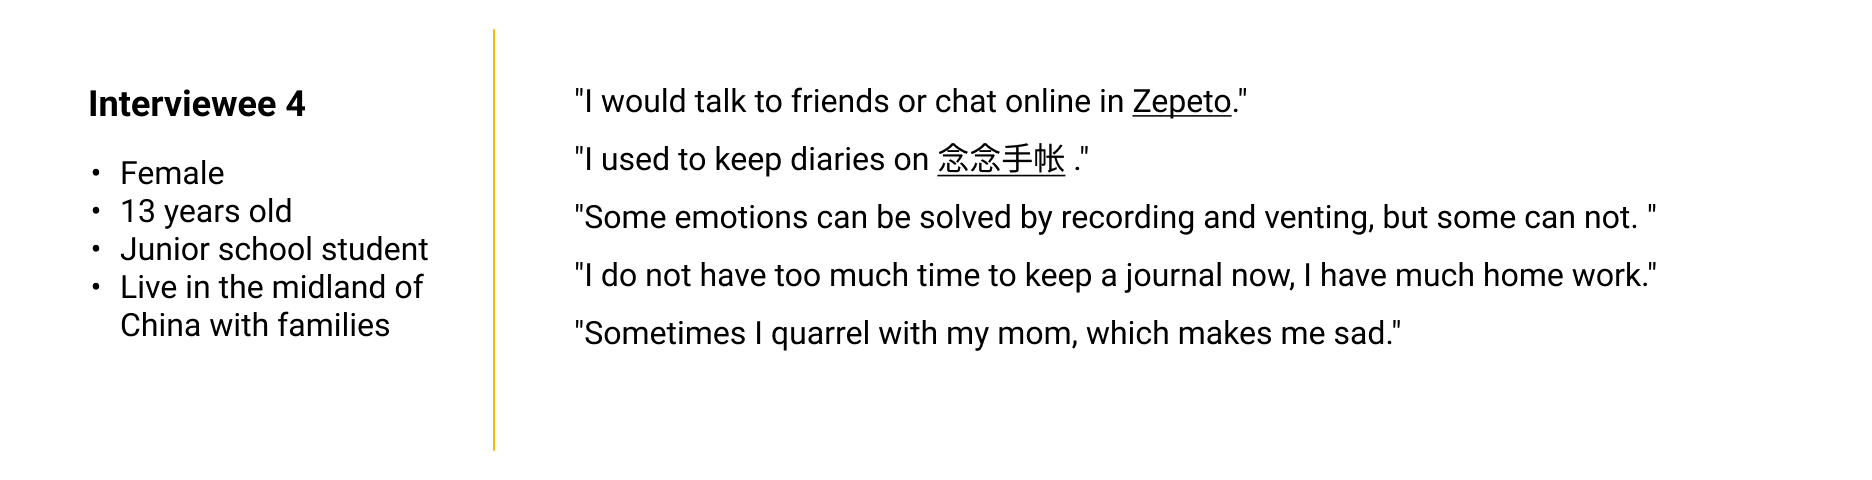 Interviewee 4
• Female
• 13 years old
• Junior school student
• Live in the midland of
China with families
"I would talk to friends or chat online in Zepeto."
"I used to keep diaries on 念念手帐 ."
"Some emotions can be solved by recording and venting, but some can not. "
"I do not have too much time to keep a journal now, I have much home work."
"Sometimes I quarrel with my mom, which makes me sad."